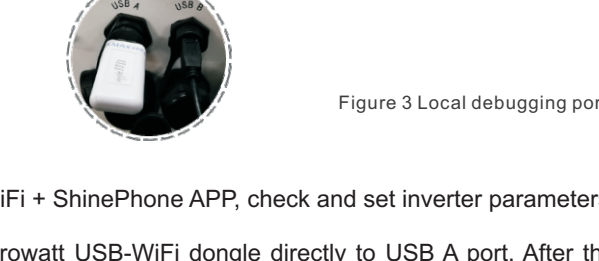 USB A
USB B
Figure 3 Local debugging por
iFi + ShinePhone APP, check and set inverter parameter
rowatt USB-WiFi dongle directly to USB A port. After th